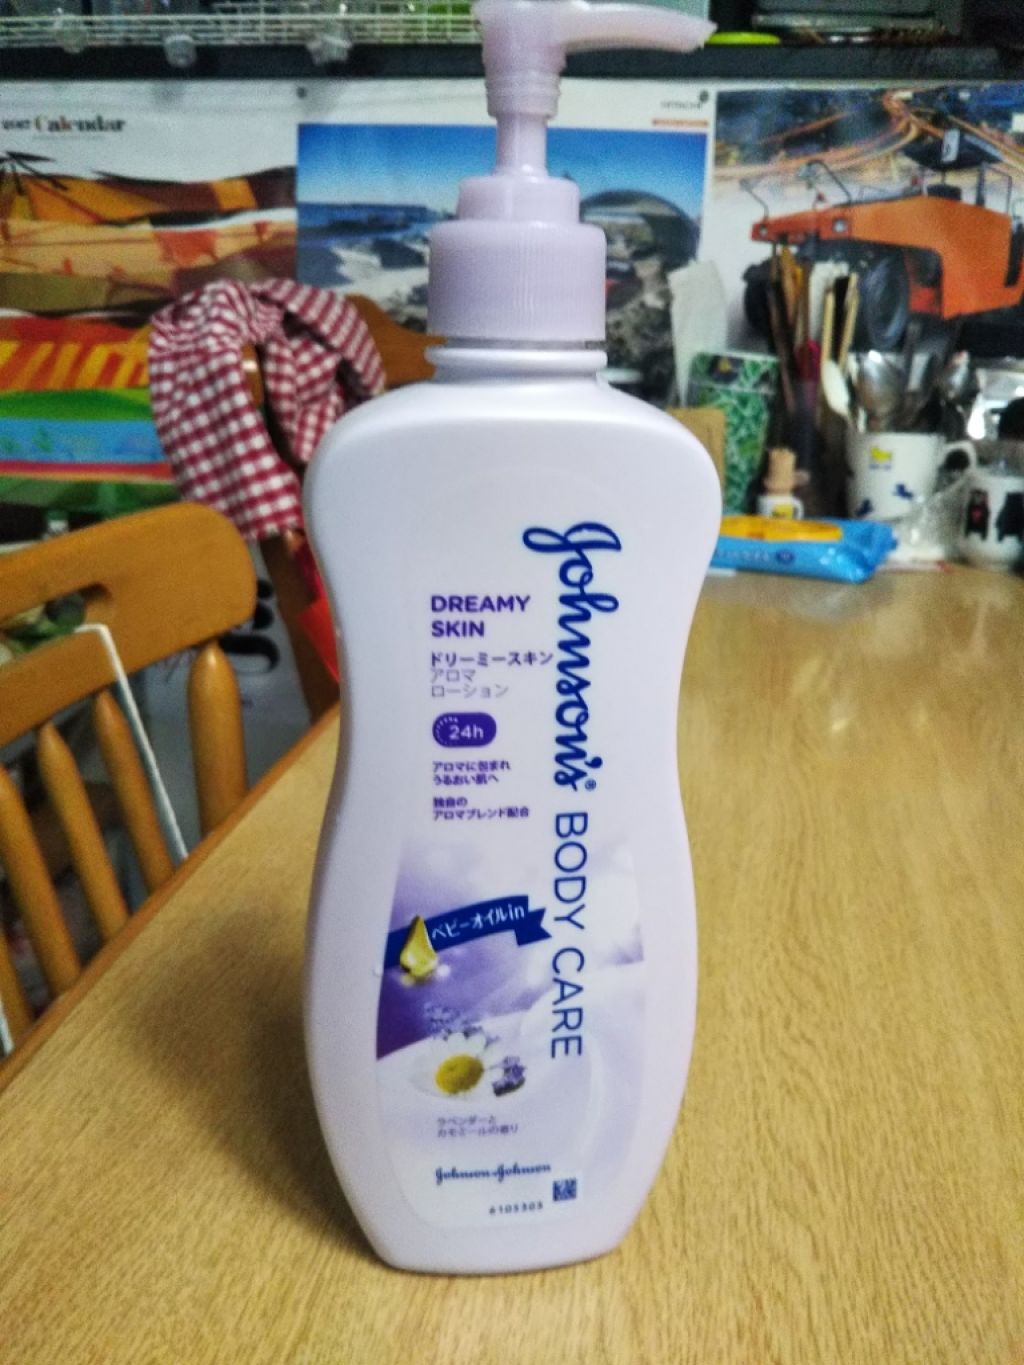 2017 Calendar
HITACHI
DREAMY
SKIN
ドリーミースキン
アロマ
ローション
24h
アロマに包まれ
うるおい肌へ
独自の
アロマブレンド配合
Johnson's® BODY CARE
ベビーオイルin
ラベンダーと
カモミールの香り
Johnson&Johnson
6105303